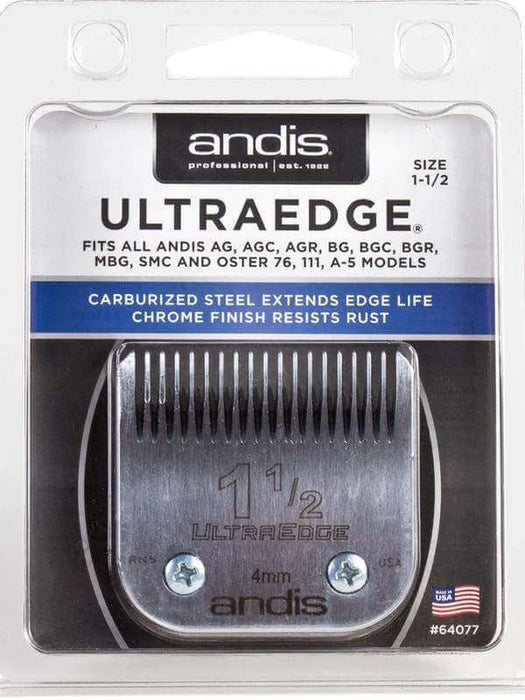 andis®
professional | est. 1922
SIZE
1-1/2
ULTRAEDGE®
FITS ALL ANDIS AG, AGC, AGR, BG, BGC, BGR,
MBG, SMC AND OSTER 76, 111, A-5 MODELS
CARBURIZED STEEL EXTENDS EDGE LIFE
CHROME FINISH RESISTS RUST
1 1/2
ULTRAEDGE
RN5 USA
4mm
andis
MADE IN
USA
#64077